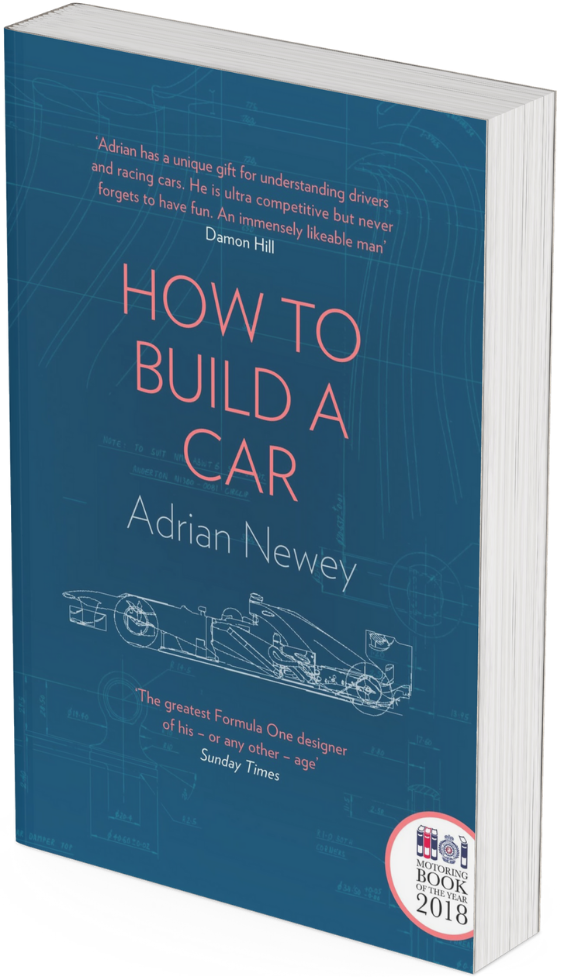 'Adrian has a unique gift for understanding drivers
and racing cars. He is ultra competitive but never
forgets to have fun. An immensely likeable man'
Damon Hill
HOW TO
BUILD A
CAR
Adrian Newey
'The greatest Formula One designer
of his – or any other – age'
Sunday Times
MOTORING
BOOK
OF THE YEAR
2018